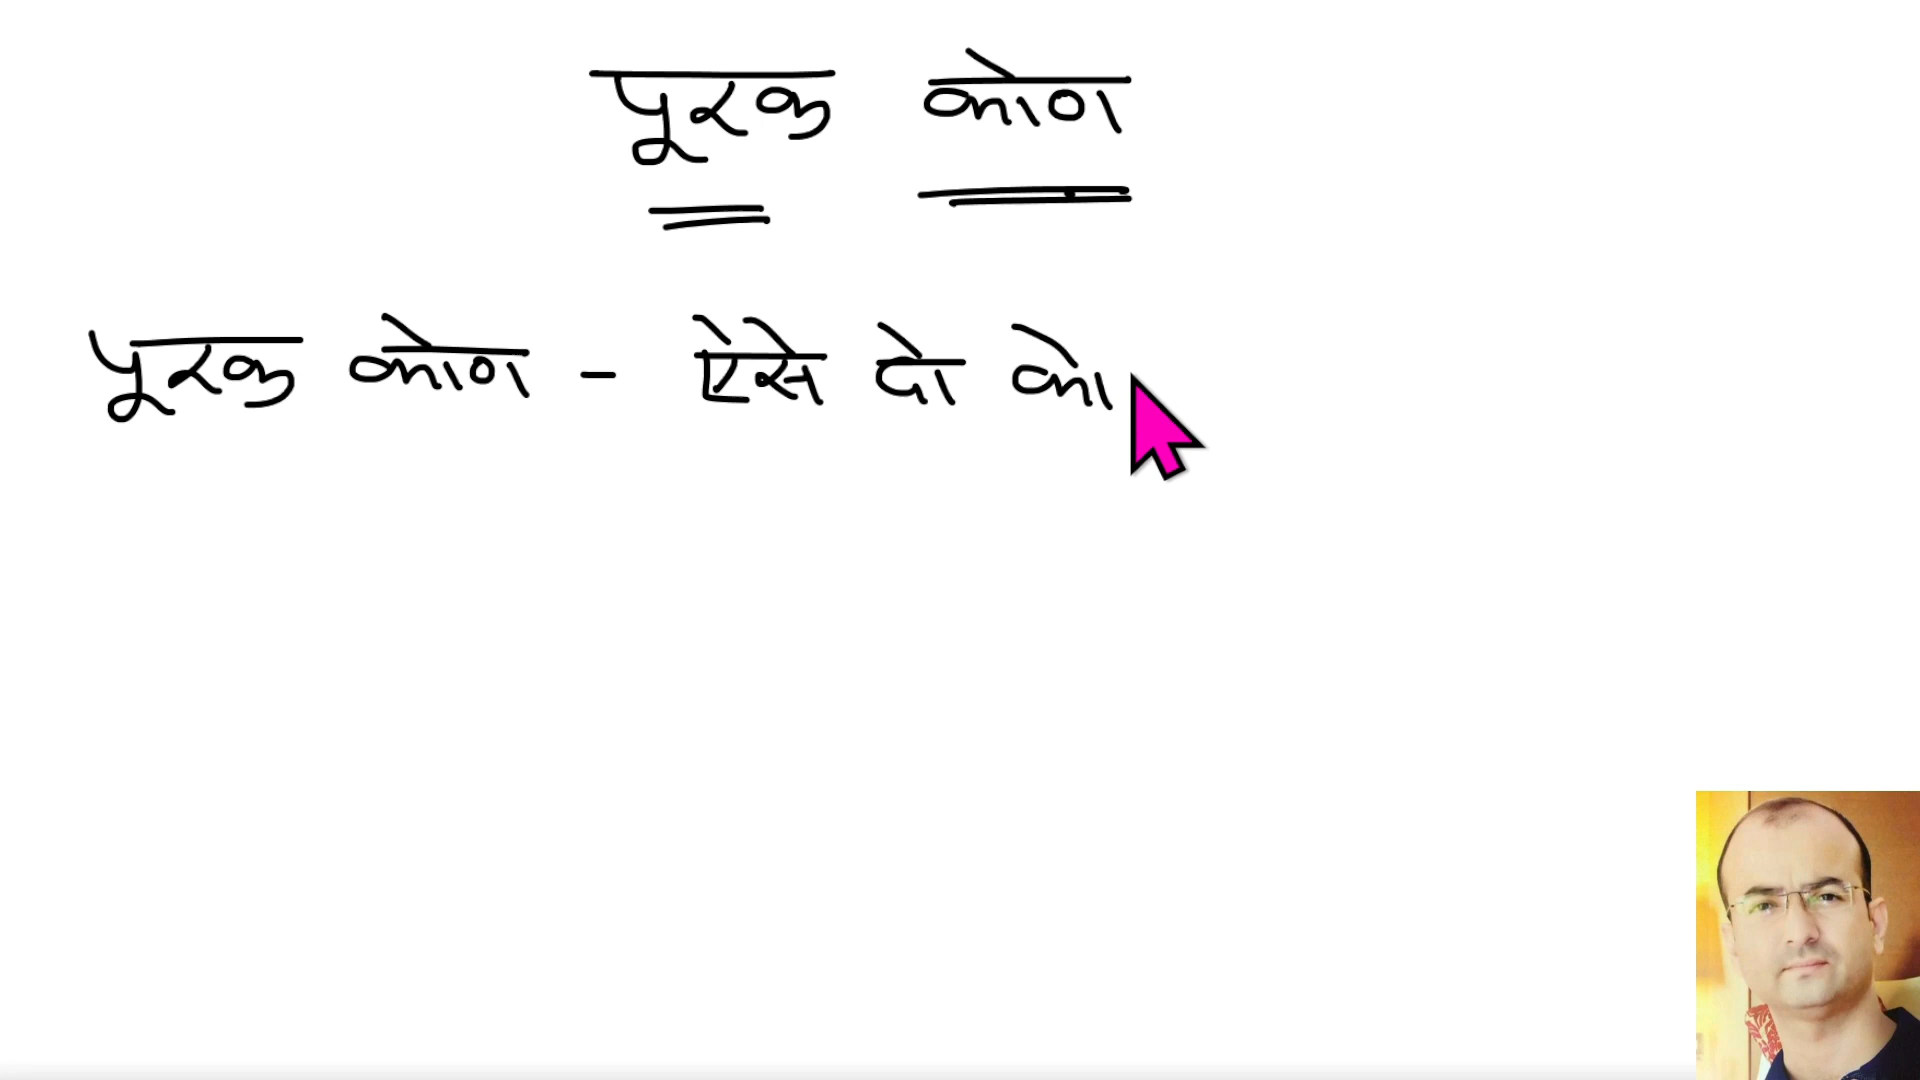 पूरक कोण
पूरक कोण - ऐसे दो को